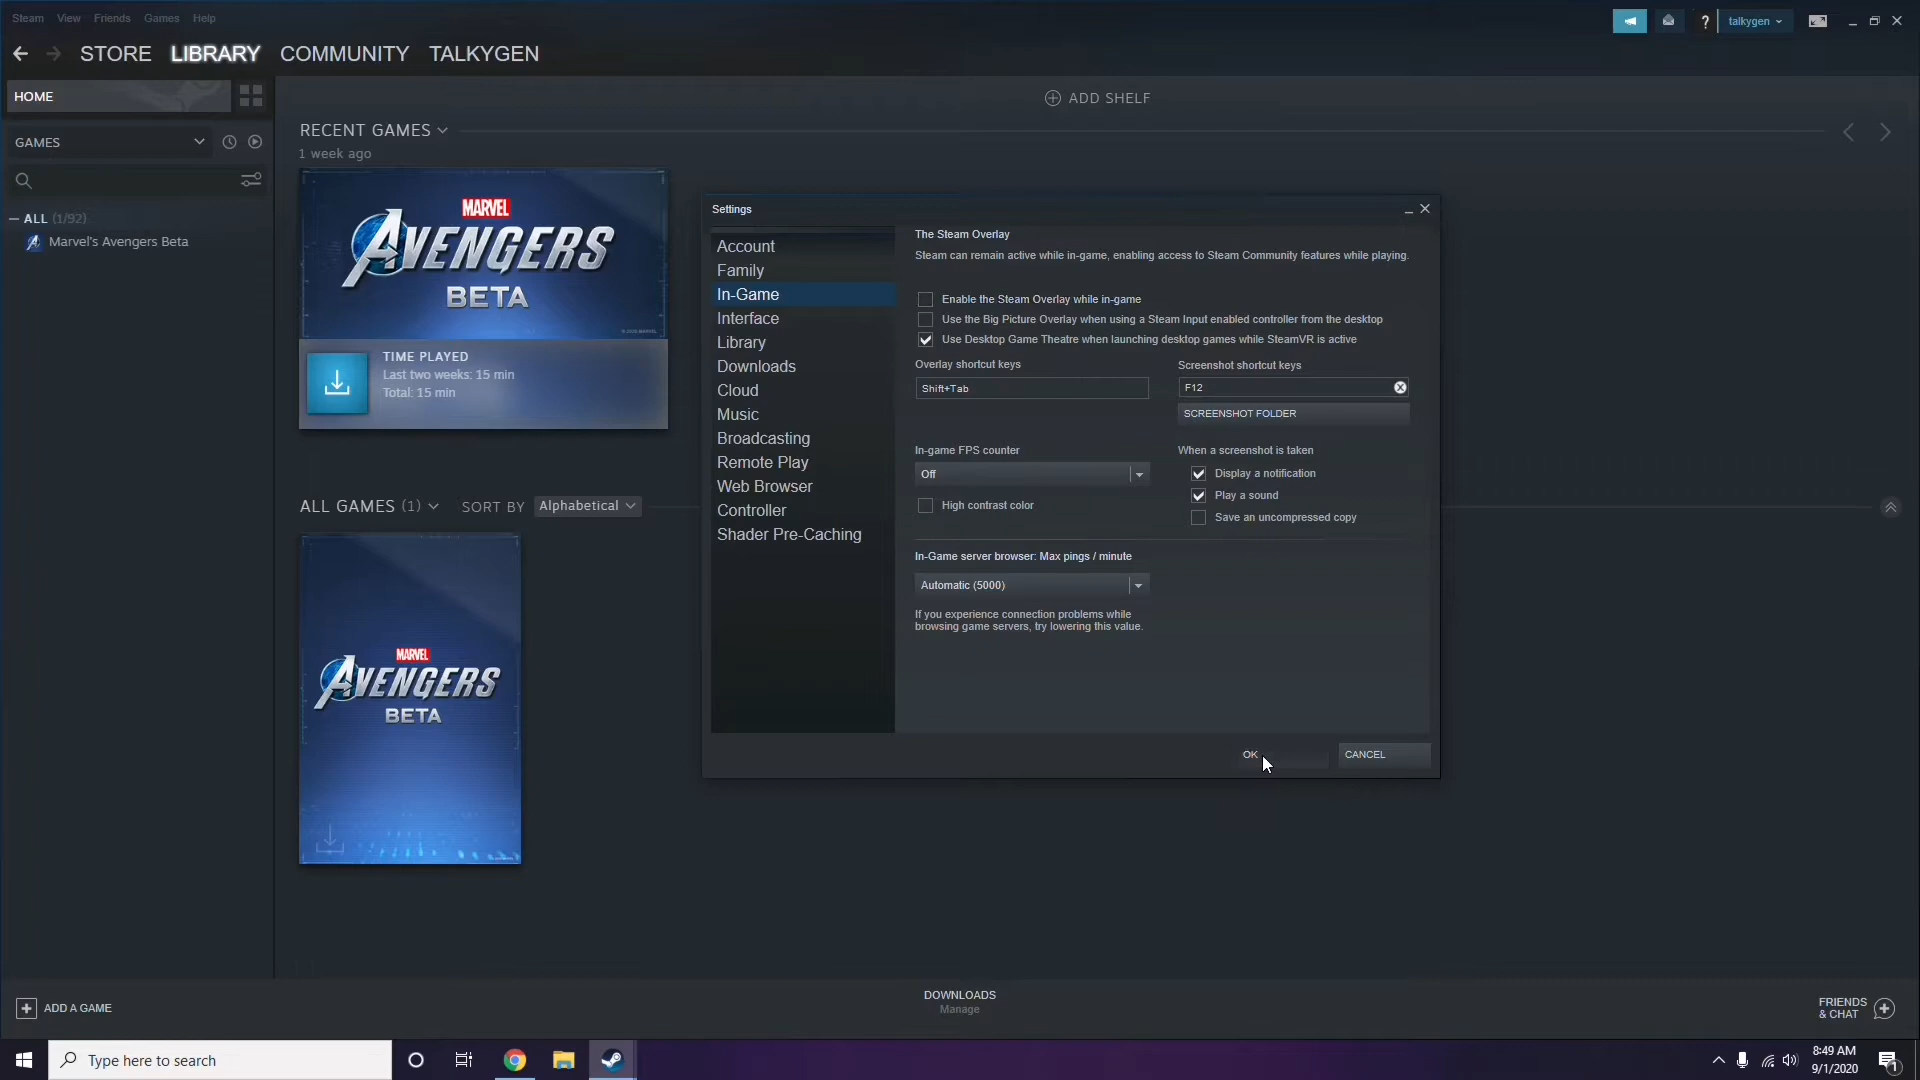 Steam View Friends Games Help
talkygen
STORE LIBRARY COMMUNITY TALKYGEN
HOME
ADD SHELF
GAMES
RECENT GAMES
1 week ago
ALL (1/92)
Marvel's Avengers Beta
MARVEL
AVENGERS
BETA
TIME PLAYED
Last two weeks: 15 min
Total: 15 min
ALL GAMES (1) SORT BY Alphabetical
MARVEL
AVENGERS
BETA
Settings
Account
Family
In-Game
Interface
Library
Downloads
Cloud
Music
Broadcasting
Remote Play
Web Browser
Controller
Shader Pre-Caching
The Steam Overlay
Steam can remain active while in-game, enabling access to Steam Community features while playing.
Enable the Steam Overlay while in-game
Use the Big Picture Overlay when using a Steam Input enabled controller from the desktop
Use Desktop Game Theatre when launching desktop games while SteamVR is active
Overlay shortcut keys
Shift+Tab
Screenshot shortcut keys
F12
SCREENSHOT FOLDER
In-game FPS counter
Off
High contrast color
When a screenshot is taken
Display a notification
Play a sound
Save an uncompressed copy
In-Game server browser: Max pings / minute
Automatic (5000)
If you experience connection problems while
browsing game servers, try lowering this value.
OK CANCEL
ADD A GAME
DOWNLOADS
Manage
FRIENDS
& CHAT
Type here to search
8:49 AM
9/1/2020
1